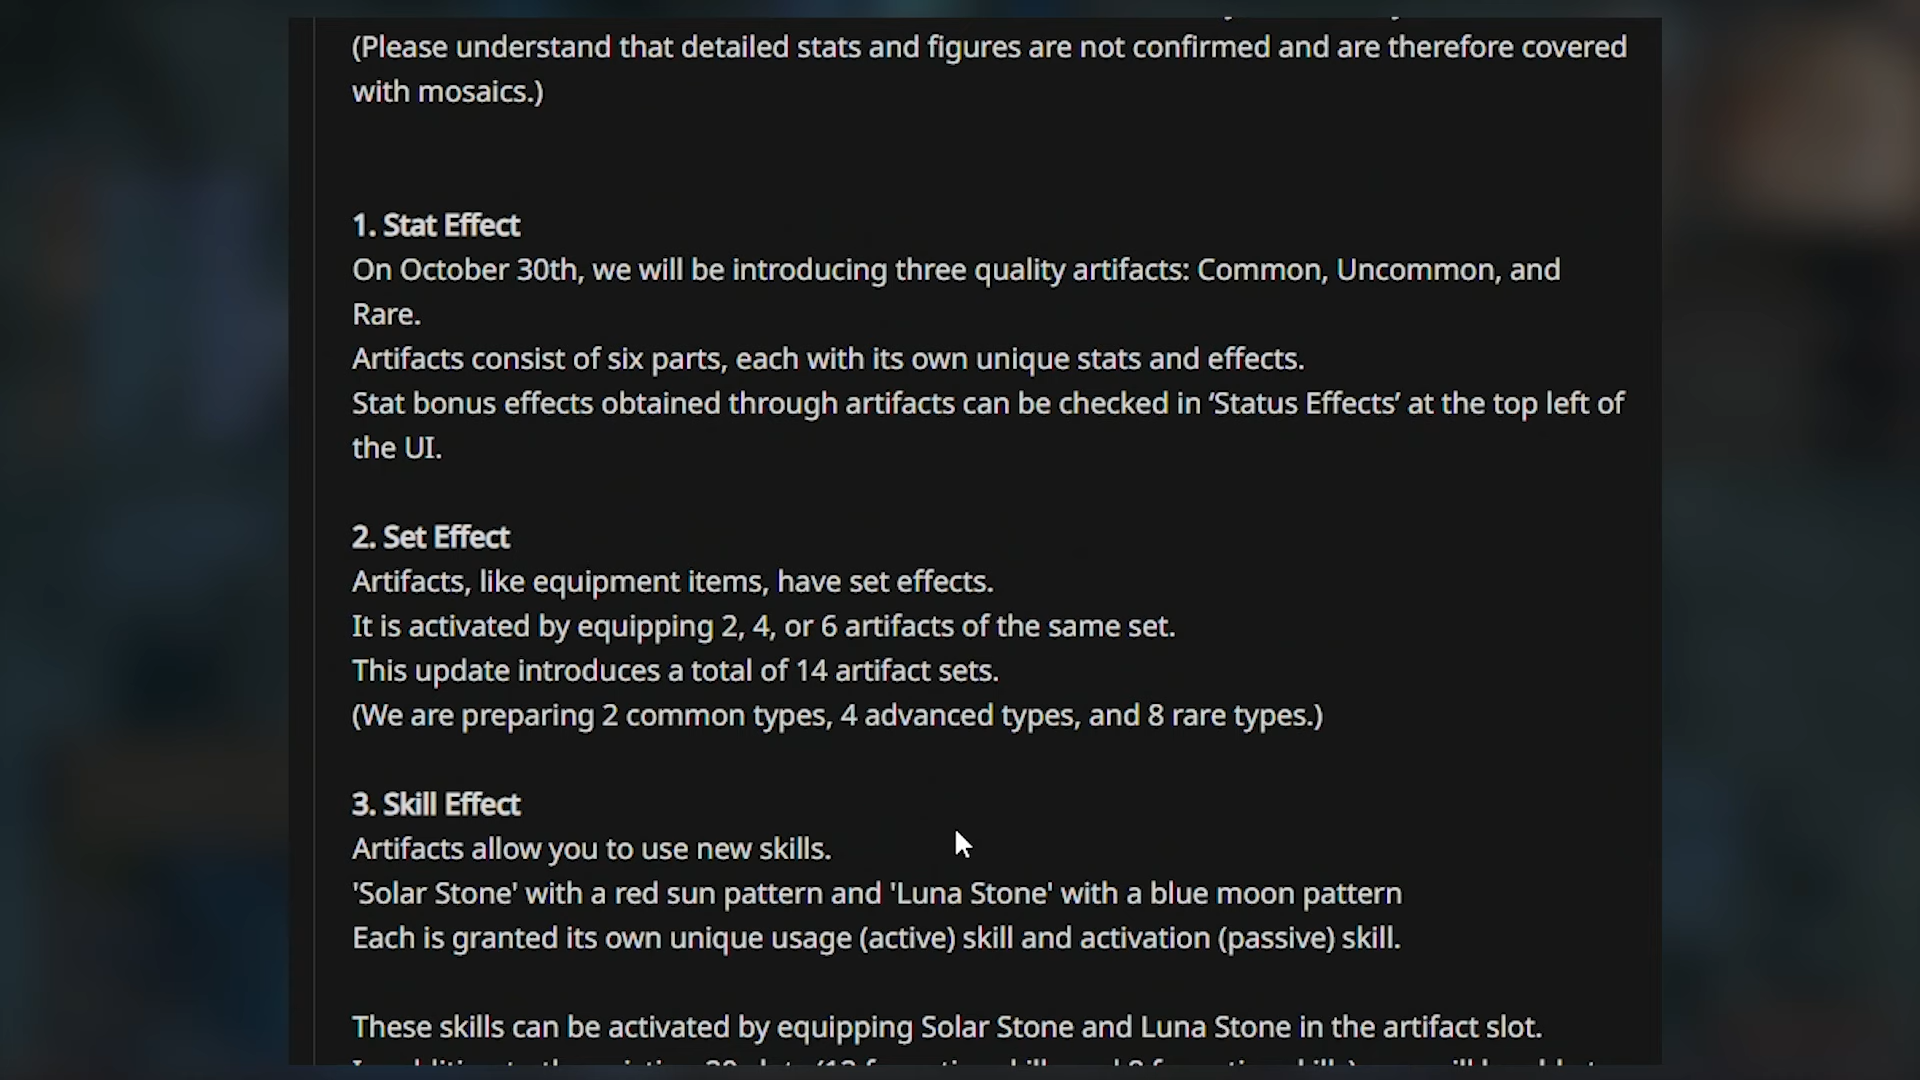 (Please understand that detailed stats and figures are not confirmed and are therefore covered
with mosaics.)
1. Stat Effect
On October 30th, we will be introducing three quality artifacts: Common, Uncommon, and
Rare.
Artifacts consist of six parts, each with its own unique stats and effects.
Stat bonus effects obtained through artifacts can be checked in ‘Status Effects’ at the top left of
the UI.
2. Set Effect
Artifacts, like equipment items, have set effects.
It is activated by equipping 2, 4, or 6 artifacts of the same set.
This update introduces a total of 14 artifact sets.
(We are preparing 2 common types, 4 advanced types, and 8 rare types.)
3. Skill Effect
Artifacts allow you to use new skills.
'Solar Stone' with a red sun pattern and 'Luna Stone' with a blue moon pattern
Each is granted its own unique usage (active) skill and activation (passive) skill.
These skills can be activated by equipping Solar Stone and Luna Stone in the artifact slot.